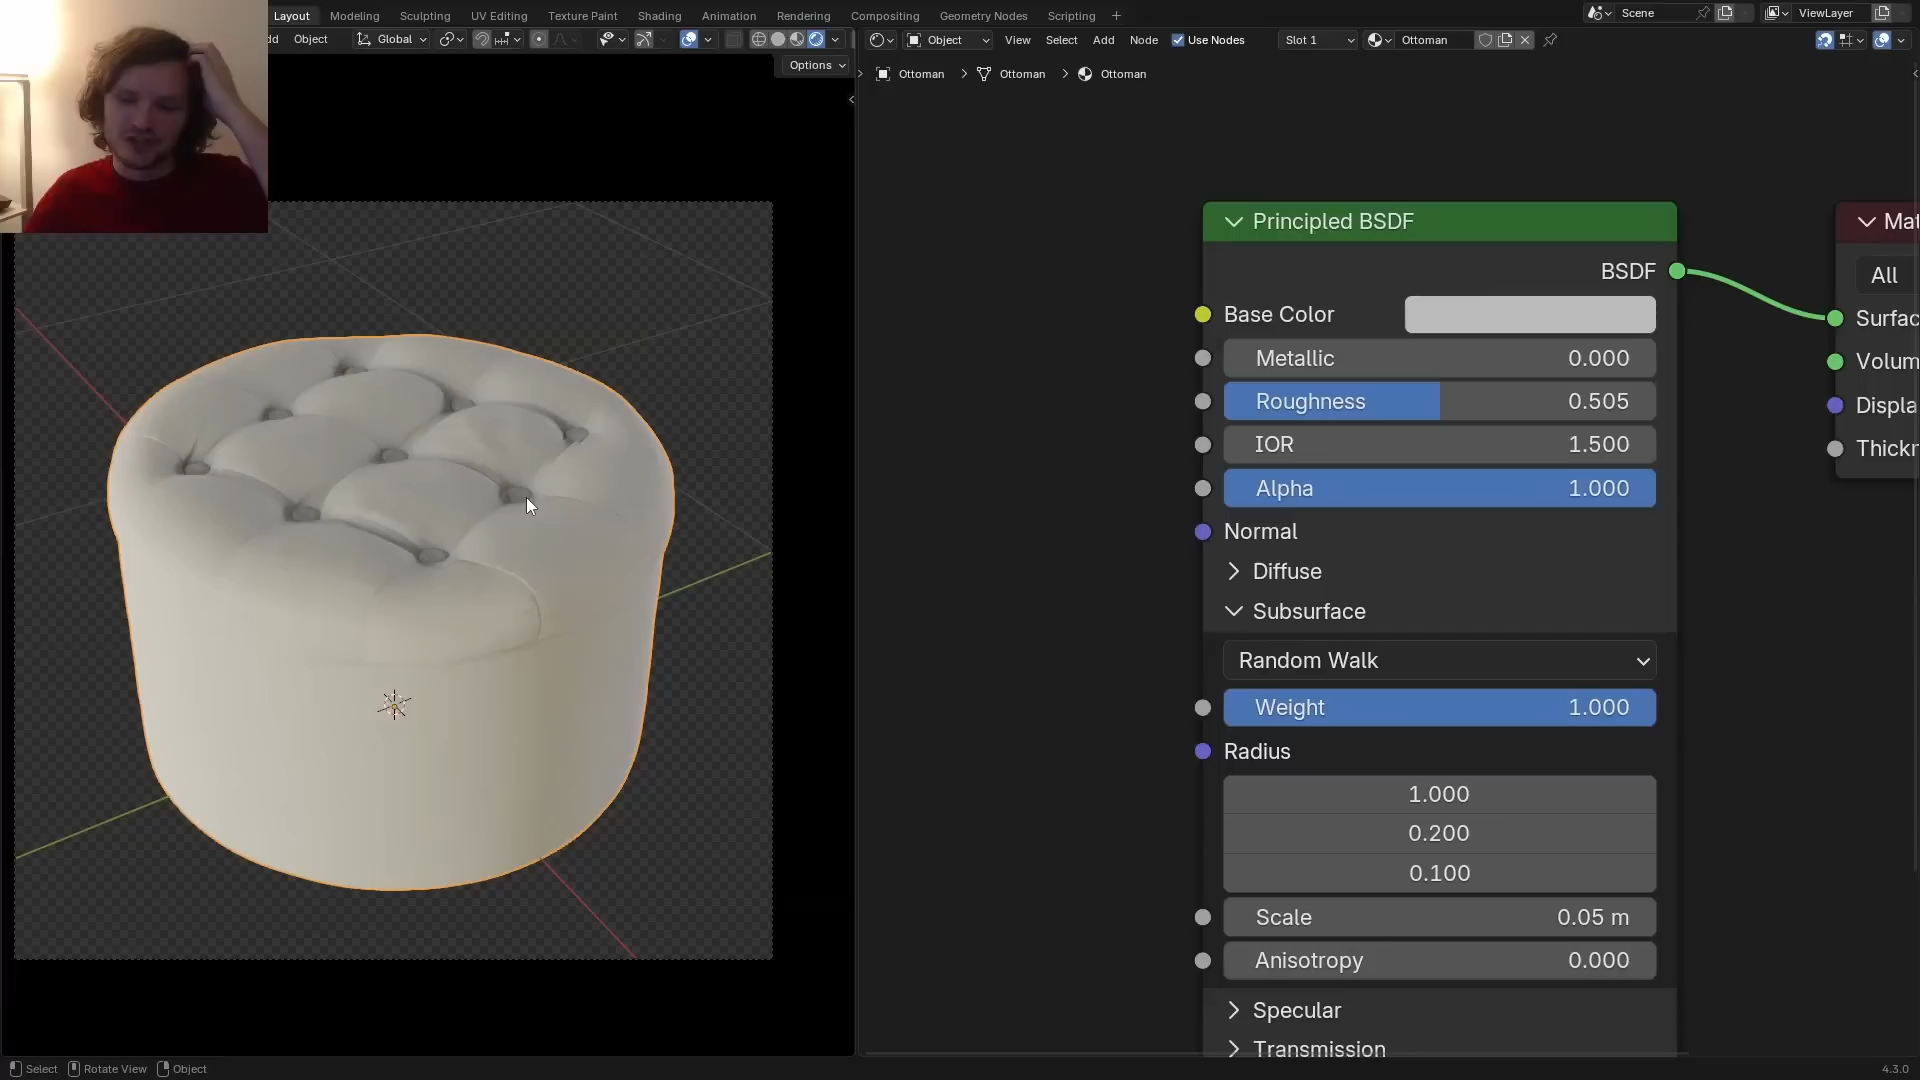 Layout Modeling Sculpting UV Editing Texture Paint Shading Animation Rendering Compositing Geometry Nodes Scripting +
Scene ViewLayer
dd Object Global
Options
Object View Select Add Node Use Nodes Slot 1 Ottoman
Ottoman > Ottoman > Ottoman
Principled BSDF
BSDF
Base Color
Metallic 0.000
Roughness 0.505
IOR 1.500
Alpha 1.000
Normal
Diffuse
Subsurface
Random Walk
Weight 1.000
Radius
1.000
0.200
0.100
Scale 0.05 m
Anisotropy 0.000
Specular
Transmission
Mat
All
Surfac
Volum
Displa
Thickr
Select Rotate View Object
4.3.0